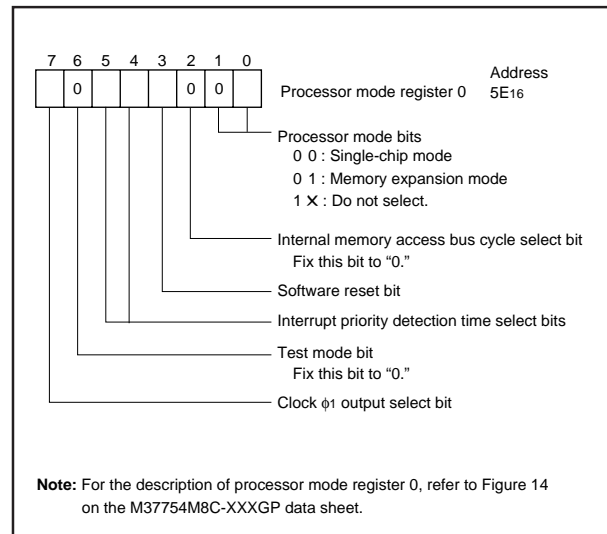 7 6 5 4 3 2 1 0
Address
0 0 0
Processor mode register 0 5E16
Processor mode bits
0 0 : Single-chip mode
0 1 : Memory expansion mode
1 X : Do not select.
Internal memory access bus cycle select bit
Fix this bit to “0.”
Software reset bit
Interrupt priority detection time select bits
Test mode bit
Fix this bit to “0.”
Clock ϕ1 output select bit
Note: For the description of processor mode register 0, refer to Figure 14
on the M37754M8C-XXXGP data sheet.